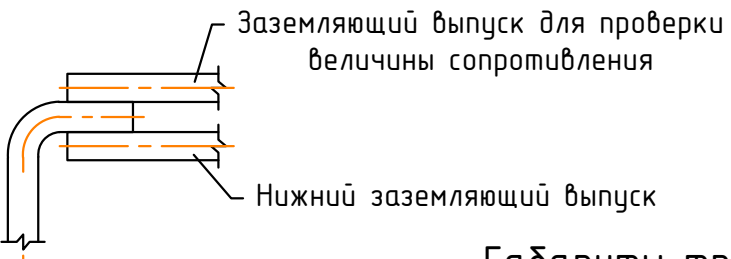 Заземляющий выпуск для проверки
величины сопротивления
Нижний заземляющий выпуск